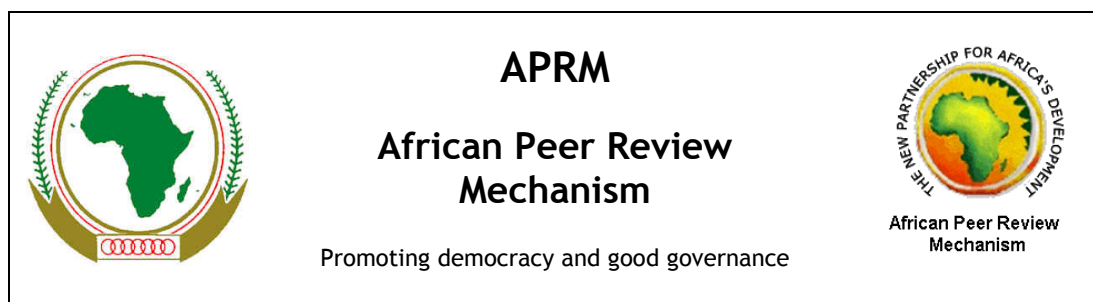 APRM
African Peer Review
Mechanism
Promoting democracy and good governance
THE NEW PARTNERSHIP FOR AFRICA'S DEVELOPMENT
African Peer Review
Mechanism